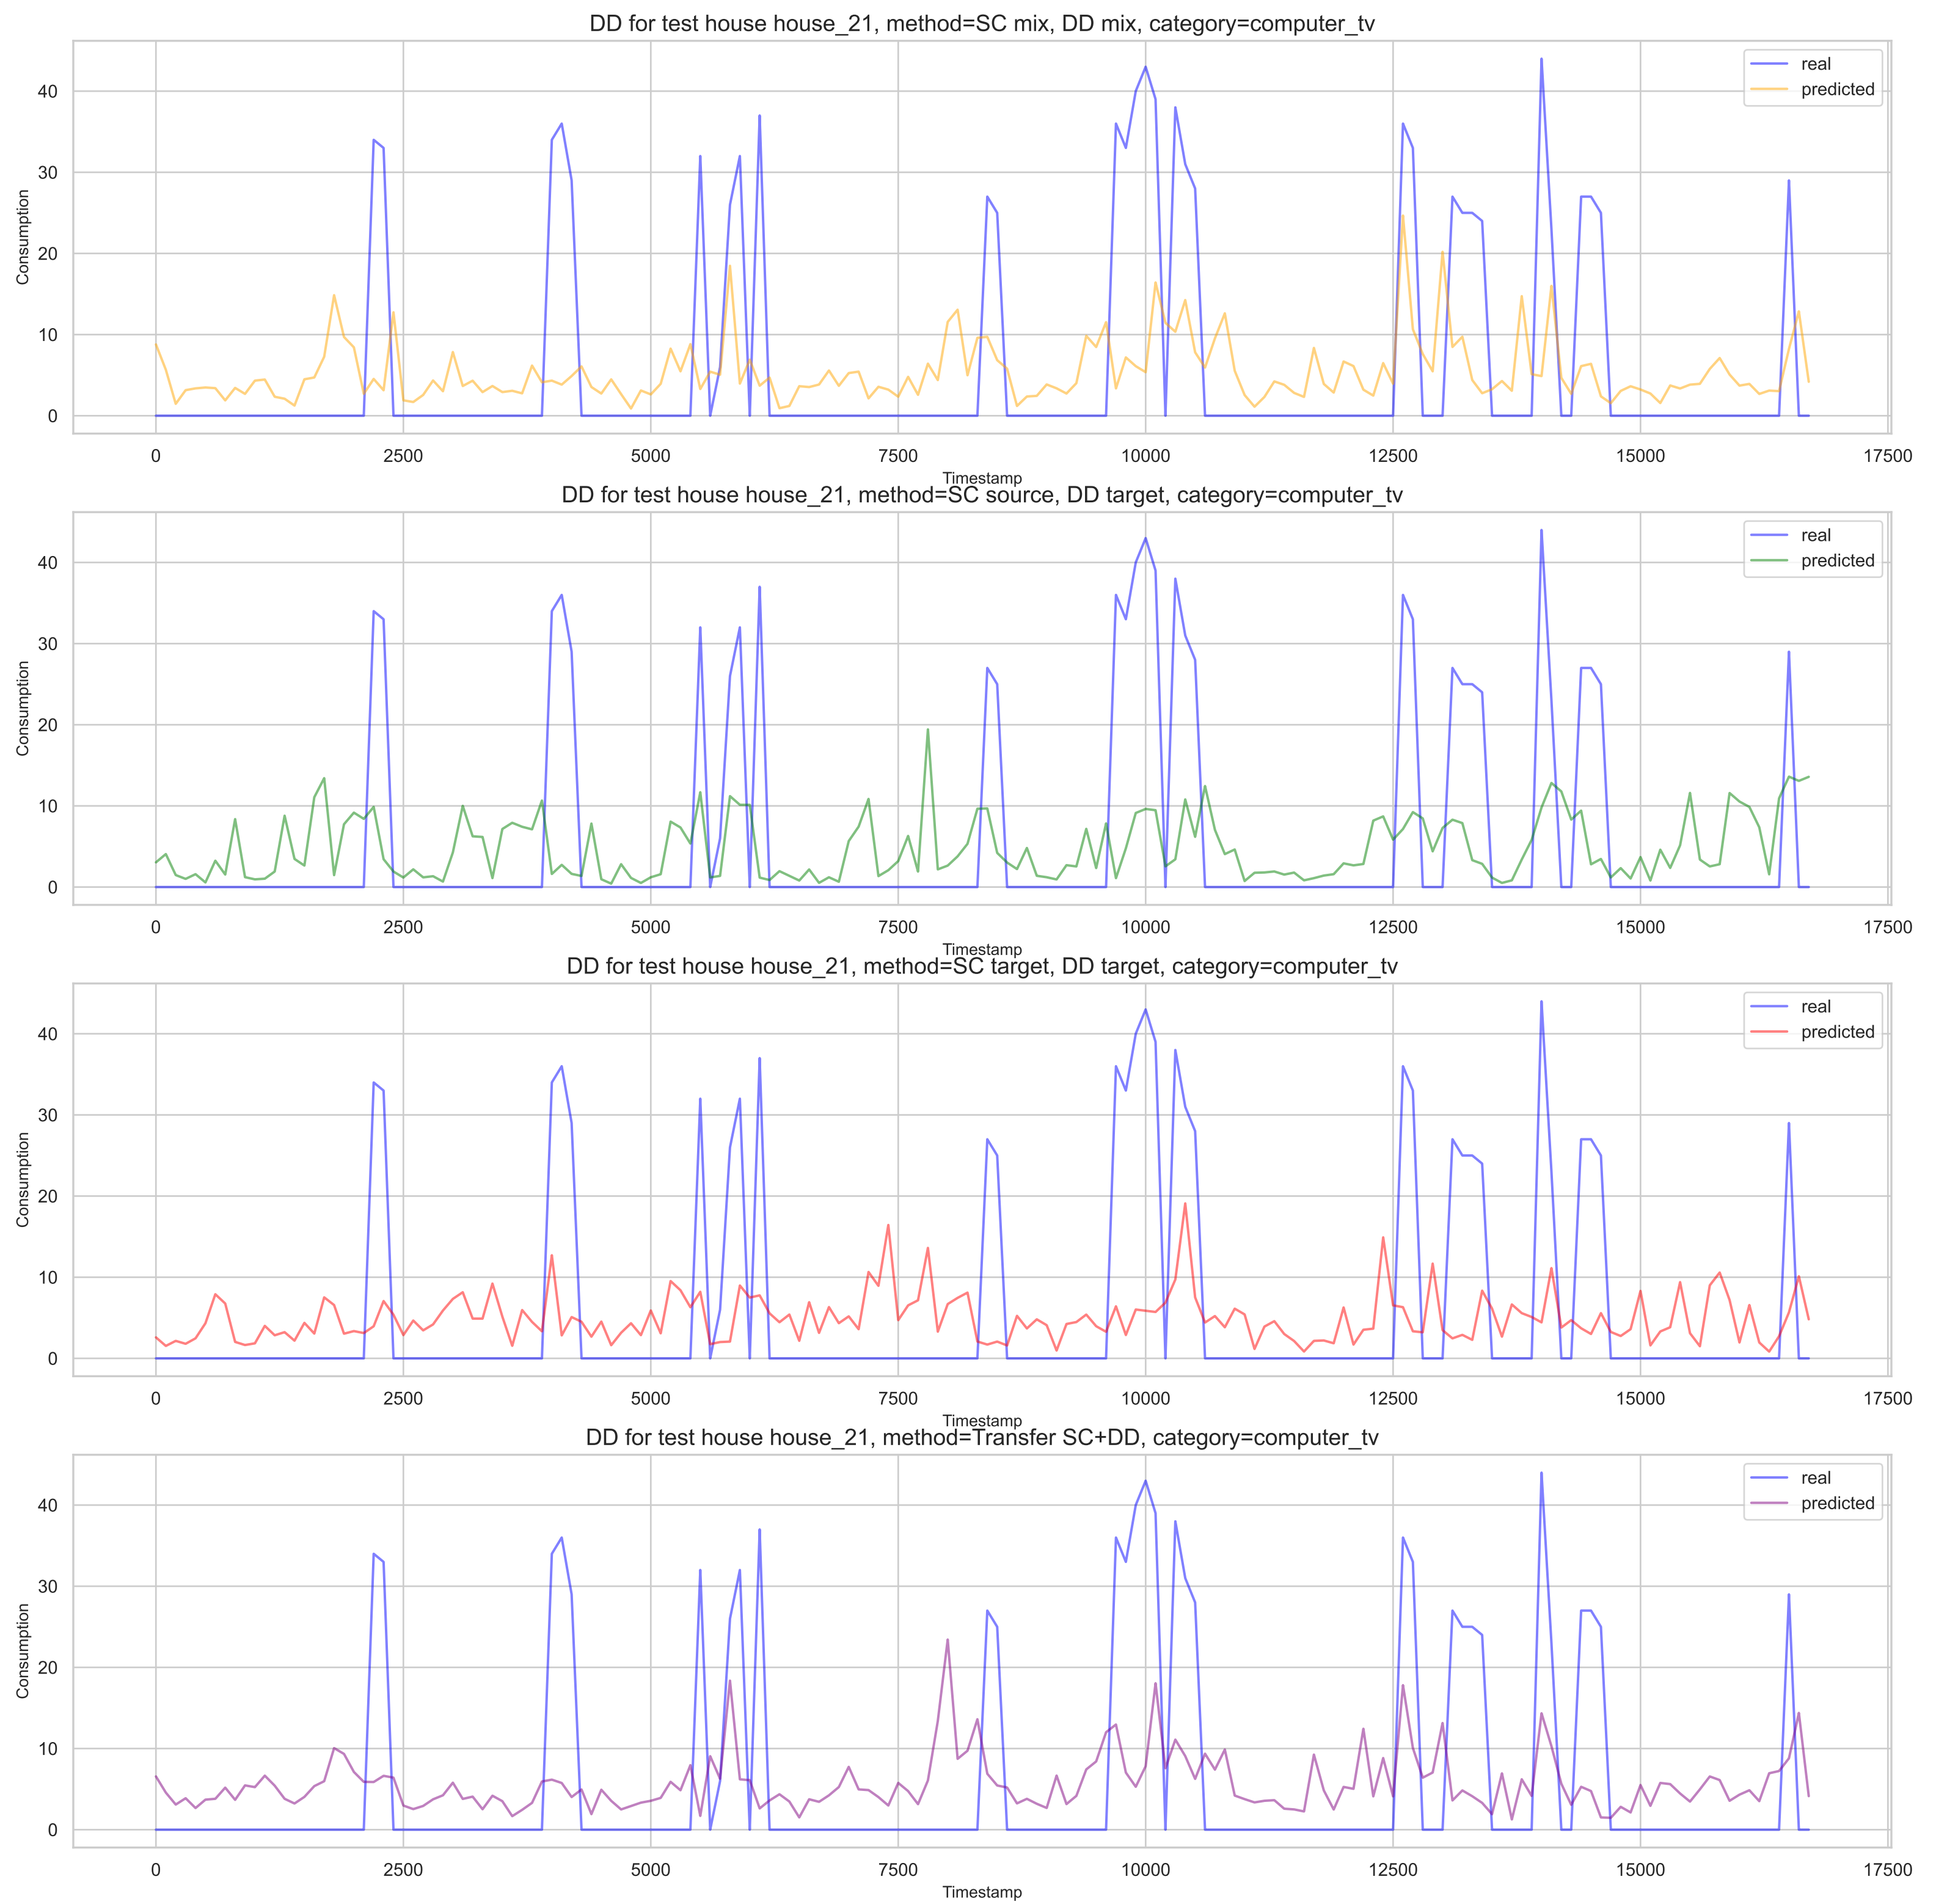 DD for test house house_21, method=SC mix, DD mix, category=computer_tv
real
predicted
Consumption
40
30
20
10
0
0 2500 5000 7500 10000 12500 15000 17500
Timestamp
DD for test house house_21, method=SC source, DD target, category=computer_tv
real
predicted
Consumption
40
30
20
10
0
0 2500 5000 7500 10000 12500 15000 17500
Timestamp
DD for test house house_21, method=SC target, DD target, category=computer_tv
real
predicted
Consumption
40
30
20
10
0
0 2500 5000 7500 10000 12500 15000 17500
Timestamp
DD for test house house_21, method=Transfer SC+DD, category=computer_tv
real
predicted
Consumption
40
30
20
10
0
0 2500 5000 7500 10000 12500 15000 17500
Timestamp